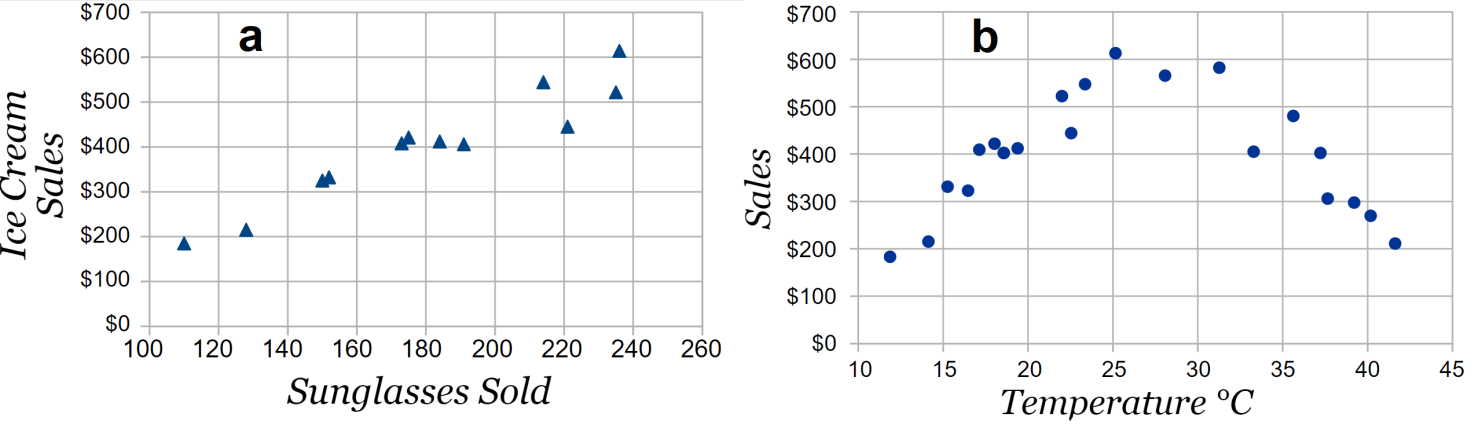 a
$700
$600
$500
$400
$300
$200
$100
$0
Ice Cream
Sales
100 120 140 160 180 200 220 240 260
Sunglasses Sold
b
$700
$600
$500
$400
$300
$200
$100
$0
Sales
10 15 20 25 30 35 40 45
Temperature °C